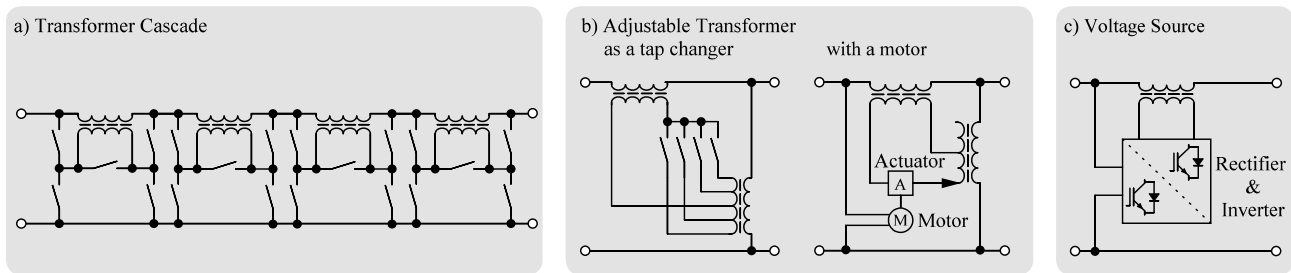 a) Transformer Cascade
b) Adjustable Transformer
as a tap changer
with a motor
Actuator
A
M
Motor
c) Voltage Source
Rectifier
&
Inverter